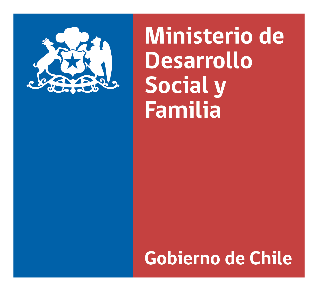 Ministerio de
Desarrollo
Social y
Familia
Gobierno de Chile